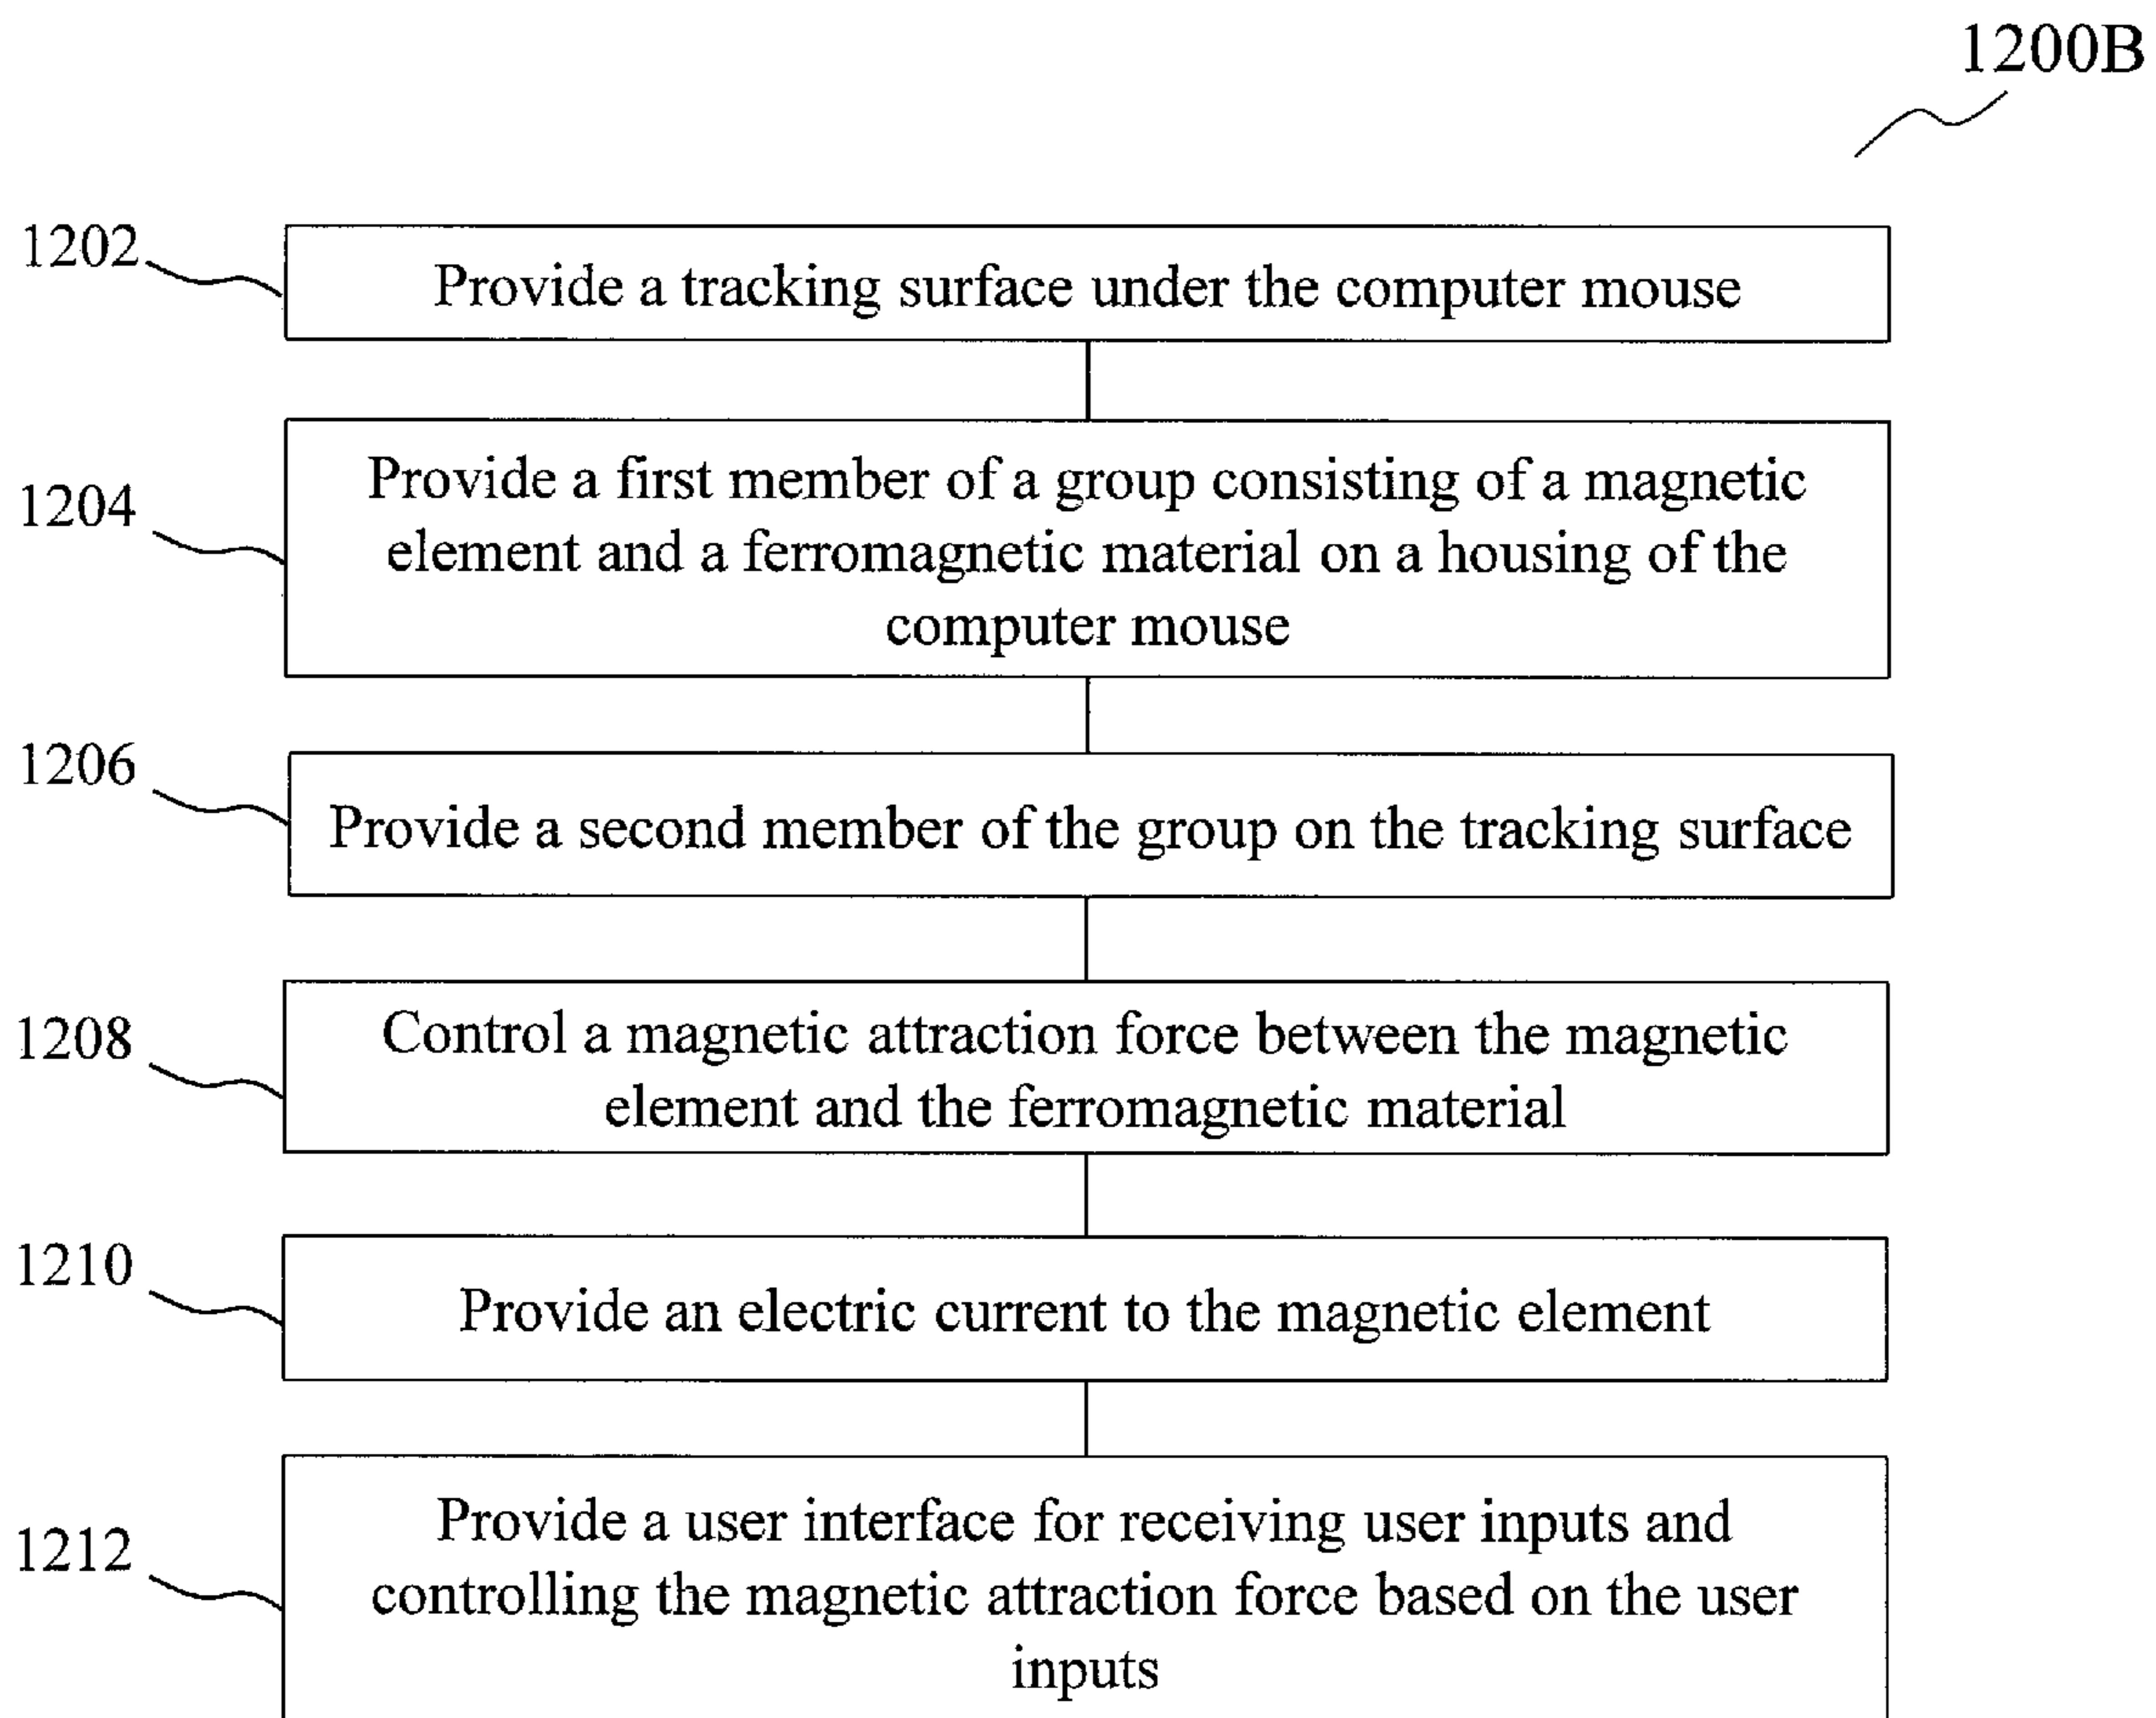 1200B
1202
Provide a tracking surface under the computer mouse
1204
Provide a first member of a group consisting of a magnetic
element and a ferromagnetic material on a housing of the
computer mouse
1206
Provide a second member of the group on the tracking surface
1208
Control a magnetic attraction force between the magnetic
element and the ferromagnetic material
1210
Provide an electric current to the magnetic element
1212
Provide a user interface for receiving user inputs and
controlling the magnetic attraction force based on the user
inputs